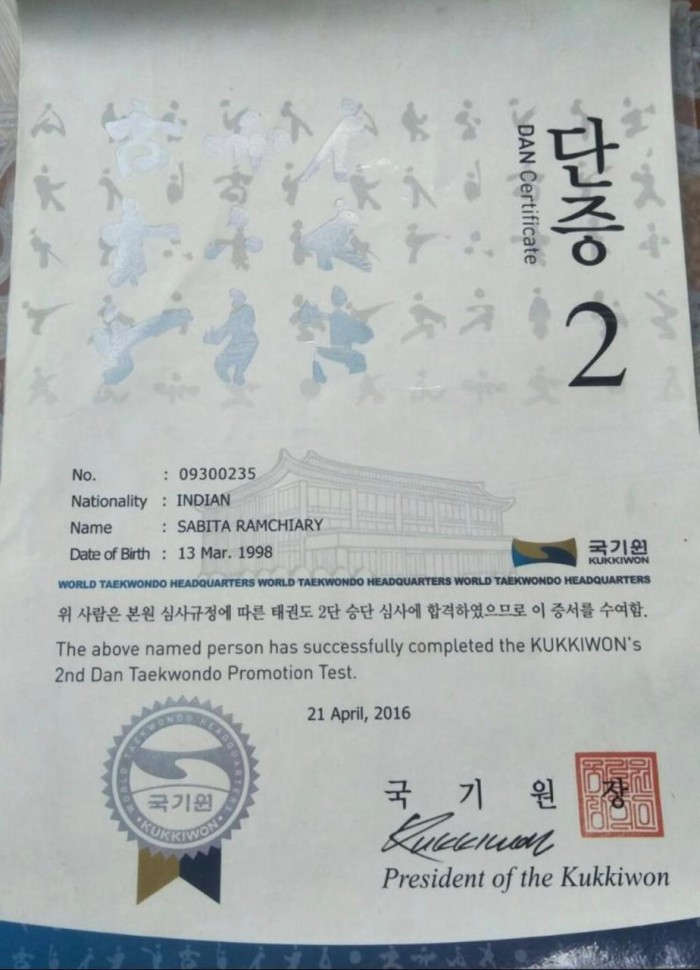 단증
DAN Certificate
2
No. : 09300235
Nationality : INDIAN
Name : SABITA RAMCHIARY
Date of Birth : 13 Mar. 1998
국기원
KUKKIWON
WORLD TAEKWONDO HEADQUARTERS WORLD TAEKWONDO HEADQUARTERS WORLD TAEKWONDO HEADQUARTERS
위 사람은 본원 심사규정에 따른 태권도 2단 승단 심사에 합격하였으므로 이 증서를 수여함.
The above named person has successfully completed the KUKKIWON's
2nd Dan Taekwondo Promotion Test.
21 April, 2016
WORLD TAEKWONDO HEADQUARTERS
국기원
KUKKIWON
국 기 원 장
Kukkiwon
President of the Kukkiwon